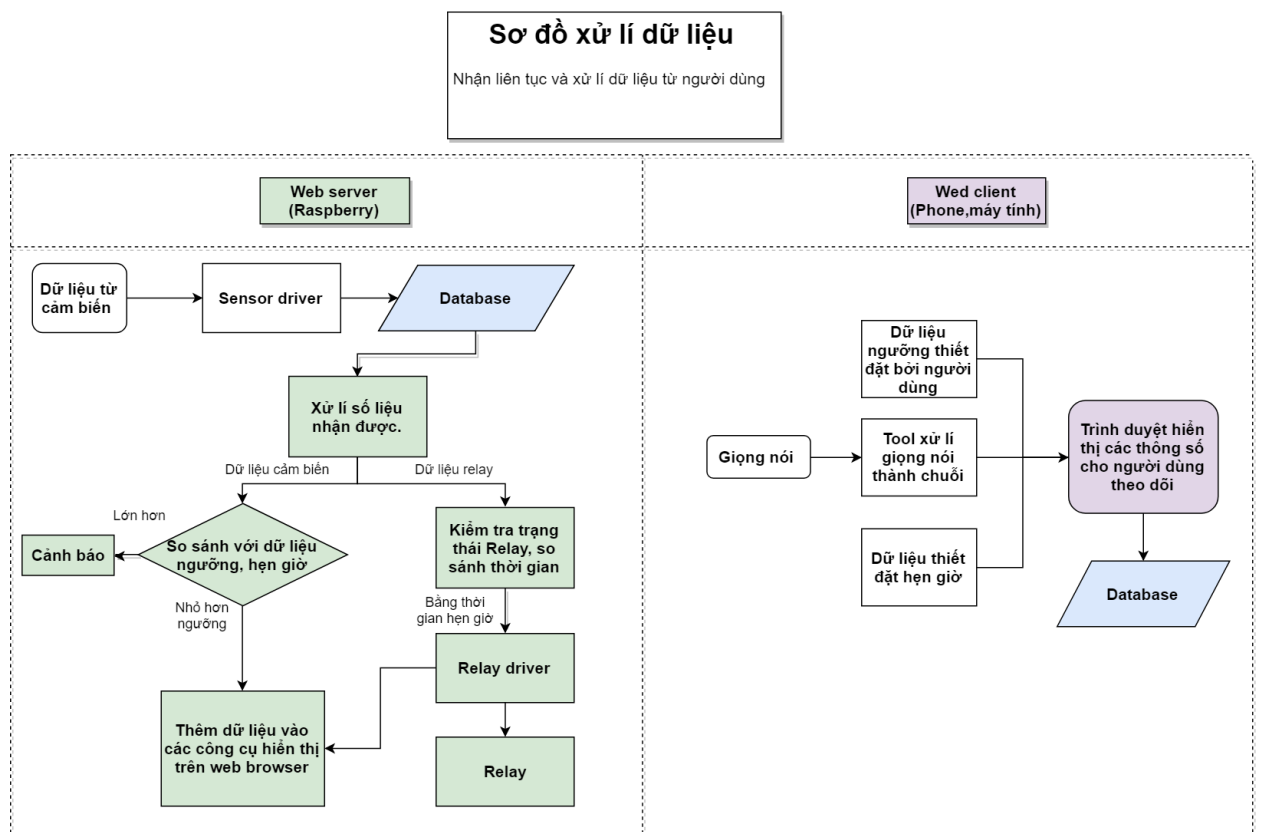 Sơ đồ xử lí dữ liệu
Nhận liên tục và xử lí dữ liệu từ người dùng
Web server
(Raspberry)
Wed client
(Phone,máy tính)
Dữ liệu từ
cảm biến
Sensor driver
Database
Xử lí số liệu
nhận được.
Dữ liệu cảm biến
Dữ liệu relay
Lớn hơn
Cảnh báo
So sánh với dữ liệu
ngưỡng, hẹn giờ
Kiểm tra trạng
thái Relay, so
sánh thời gian
Nhỏ hơn
ngưỡng
Bằng thời
gian hẹn giờ
Relay driver
Thêm dữ liệu vào
các công cụ hiển thị
trên web browser
Relay
Dữ liệu
ngưỡng thiết
đặt bởi người
dùng
Giọng nói
Tool xử lí
giọng nói
thành chuỗi
Dữ liệu thiết
đặt hẹn giờ
Trình duyệt hiển
thị các thông số
cho người dùng
theo dõi
Database